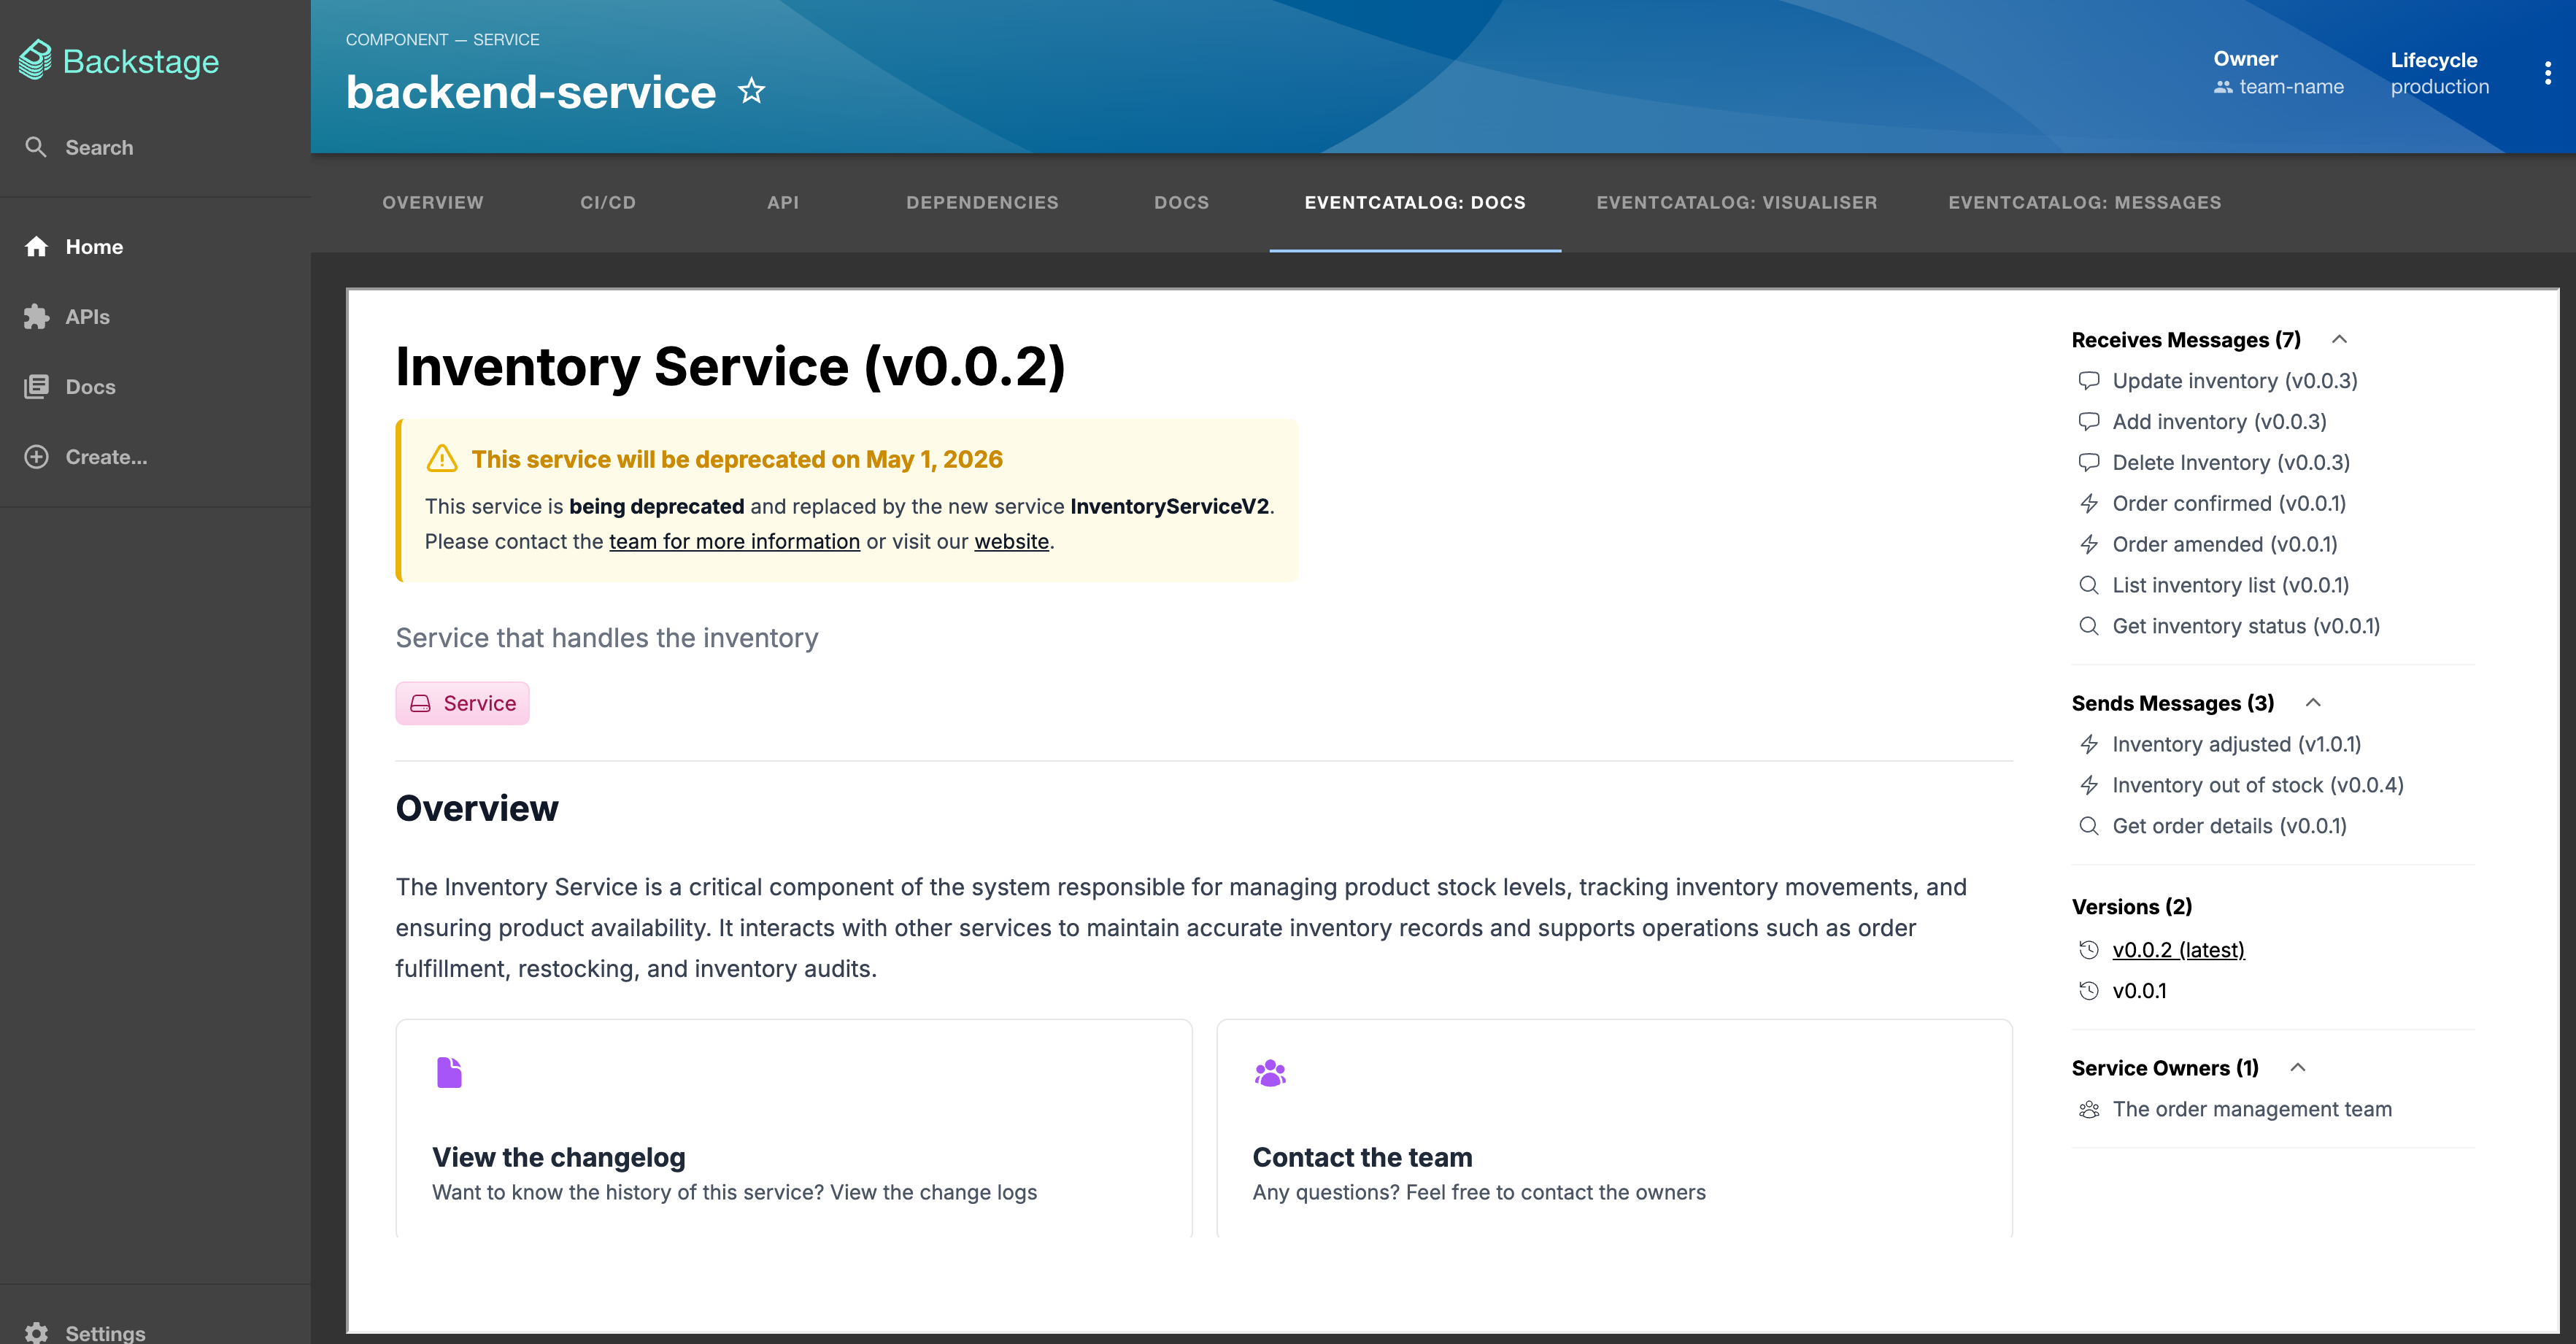 Backstage
Search
Home
APIs
Docs
Create...
Settings
COMPONENT — SERVICE
backend-service
Owner
team-name
Lifecycle
production
OVERVIEW
CI/CD
API
DEPENDENCIES
DOCS
EVENTCATALOG: DOCS
EVENTCATALOG: VISUALISER
EVENTCATALOG: MESSAGES
Inventory Service (v0.0.2)
This service will be deprecated on May 1, 2026
This service is being deprecated and replaced by the new service InventoryServiceV2.
Please contact the team for more information or visit our website.
Service that handles the inventory
Service
Overview
The Inventory Service is a critical component of the system responsible for managing product stock levels, tracking inventory movements, and
ensuring product availability. It interacts with other services to maintain accurate inventory records and supports operations such as order
fulfillment, restocking, and inventory audits.
View the changelog
Want to know the history of this service? View the change logs
Contact the team
Any questions? Feel free to contact the owners
Receives Messages (7)
Update inventory (v0.0.3)
Add inventory (v0.0.3)
Delete Inventory (v0.0.3)
Order confirmed (v0.0.1)
Order amended (v0.0.1)
List inventory list (v0.0.1)
Get inventory status (v0.0.1)
Sends Messages (3)
Inventory adjusted (v1.0.1)
Inventory out of stock (v0.0.4)
Get order details (v0.0.1)
Versions (2)
v0.0.2 (latest)
v0.0.1
Service Owners (1)
The order management team